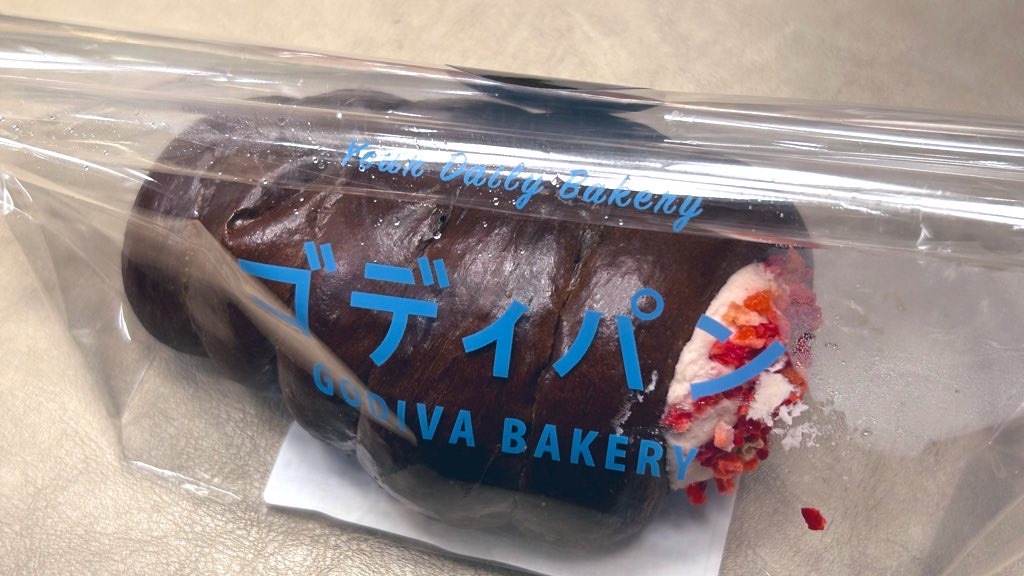 Your Daily Bakery
ゴディパン
GODIVA BAKERY